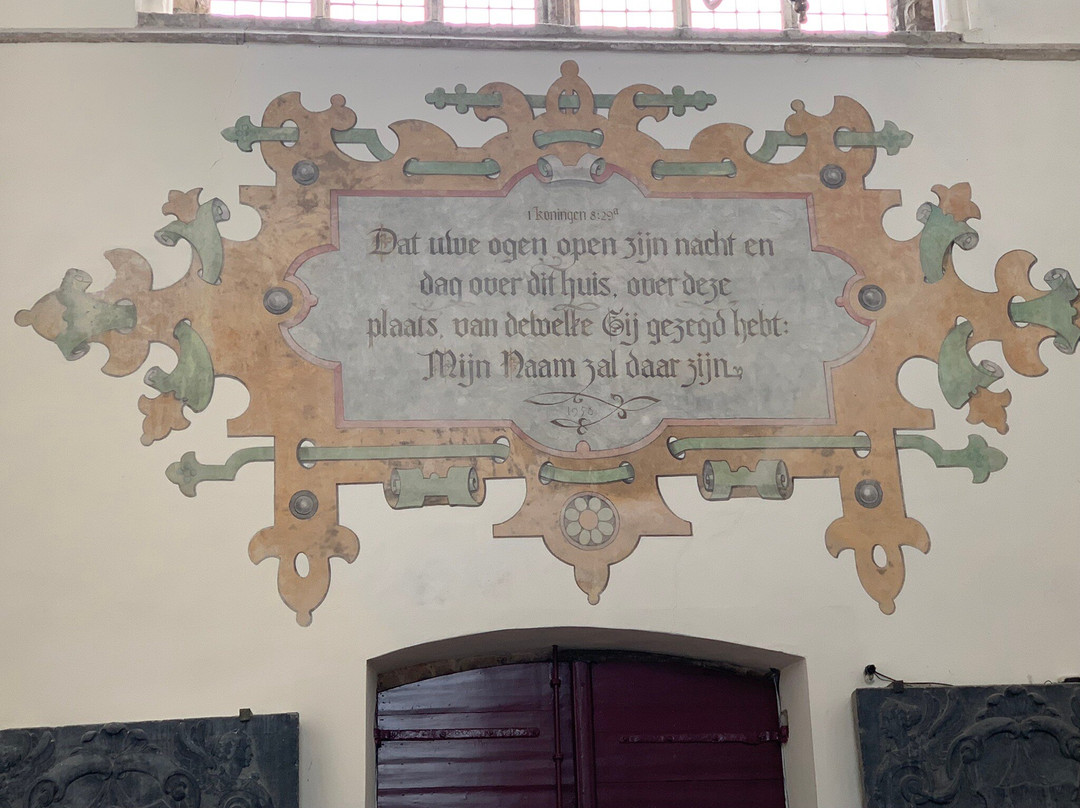 1 Koningen 8:29a
Dat uwe ogen open zijn nacht en
dag over dit huis, over deze
plaats, van dewelke Gij gezegd hebt:
Mijn Naam zal daar zijn.
1958